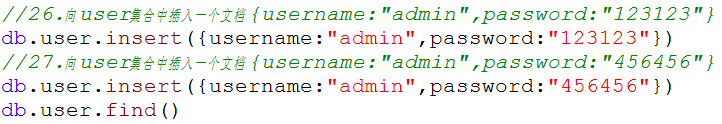 //26.向user集合中插入一个文档{username:"admin",password:"123123"}
db.user.insert({username:"admin",password:"123123"})
//27.向user集合中插入一个文档{username:"admin",password:"456456"}
db.user.insert({username:"admin",password:"456456"})
db.user.find()